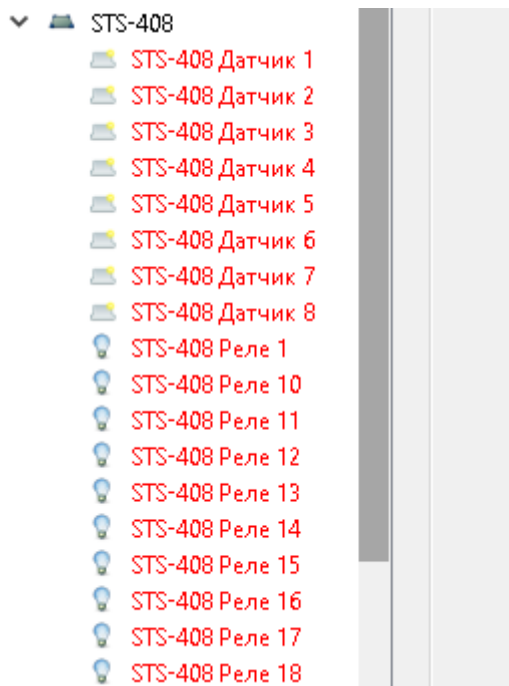 STS-408
STS-408 Датчик 1
STS-408 Датчик 2
STS-408 Датчик 3
STS-408 Датчик 4
STS-408 Датчик 5
STS-408 Датчик 6
STS-408 Датчик 7
STS-408 Датчик 8
STS-408 Реле 1
STS-408 Реле 10
STS-408 Реле 11
STS-408 Реле 12
STS-408 Реле 13
STS-408 Реле 14
STS-408 Реле 15
STS-408 Реле 16
STS-408 Реле 17
STS-408 Реле 18